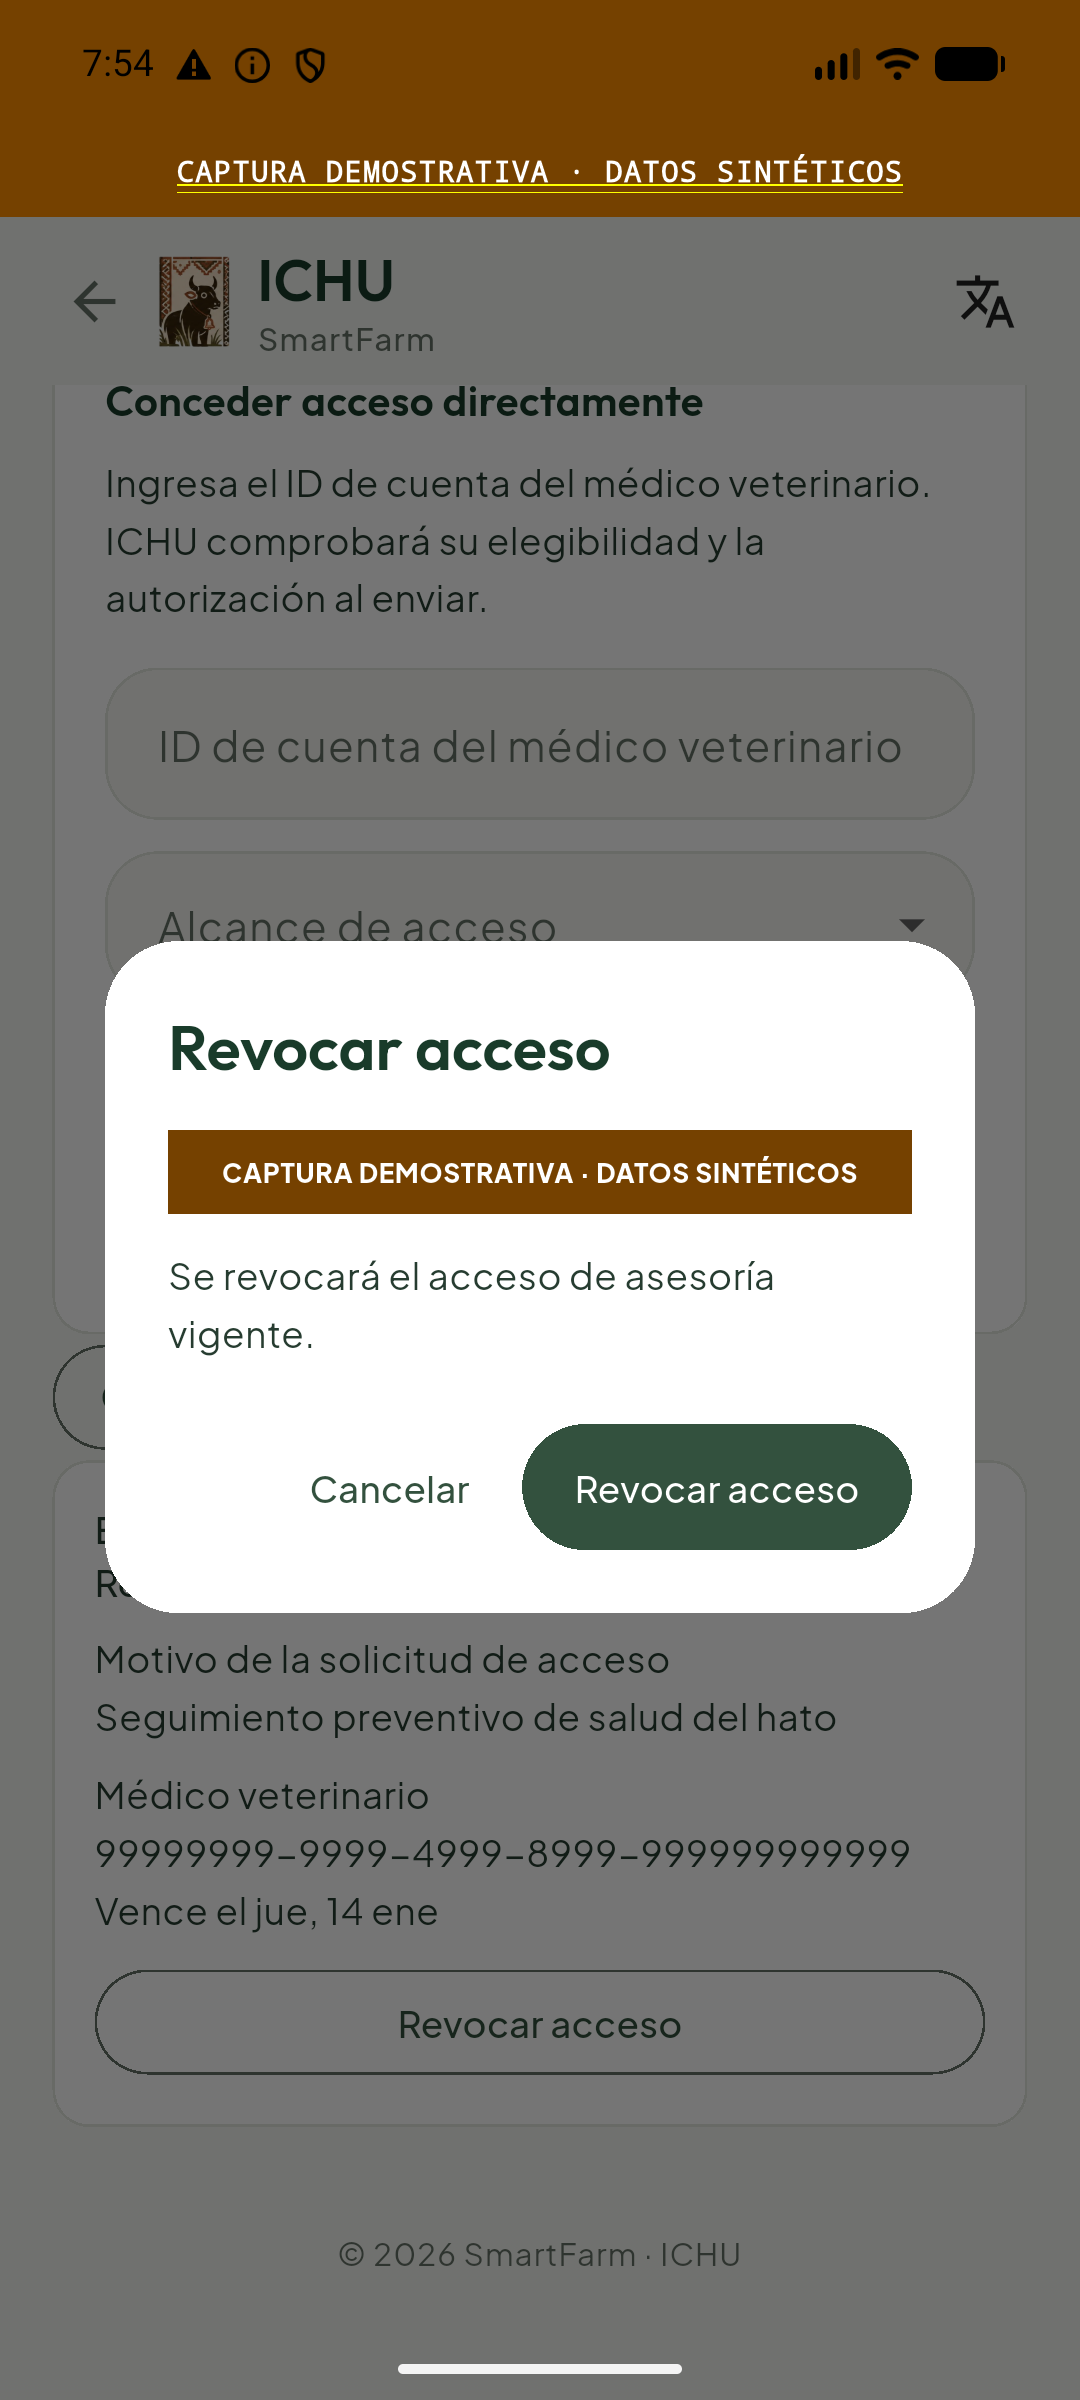 7:54
CAPTURA DEMOSTRATIVA · DATOS SINTÉTICOS
ICHU
SmartFarm
Conceder acceso directamente
Ingresa el ID de cuenta del médico veterinario.
ICHU comprobará su elegibilidad y la
autorización al enviar.
ID de cuenta del médico veterinario
Alcance de acceso
Revocar acceso
CAPTURA DEMOSTRATIVA · DATOS SINTÉTICOS
Se revocará el acceso de asesoría
vigente.
Cancelar
Revocar acceso
Motivo de la solicitud de acceso
Seguimiento preventivo de salud del hato
Médico veterinario
99999999-9999-4999-8999-999999999999
Vence el jue, 14 ene
Revocar acceso
© 2026 SmartFarm · ICHU